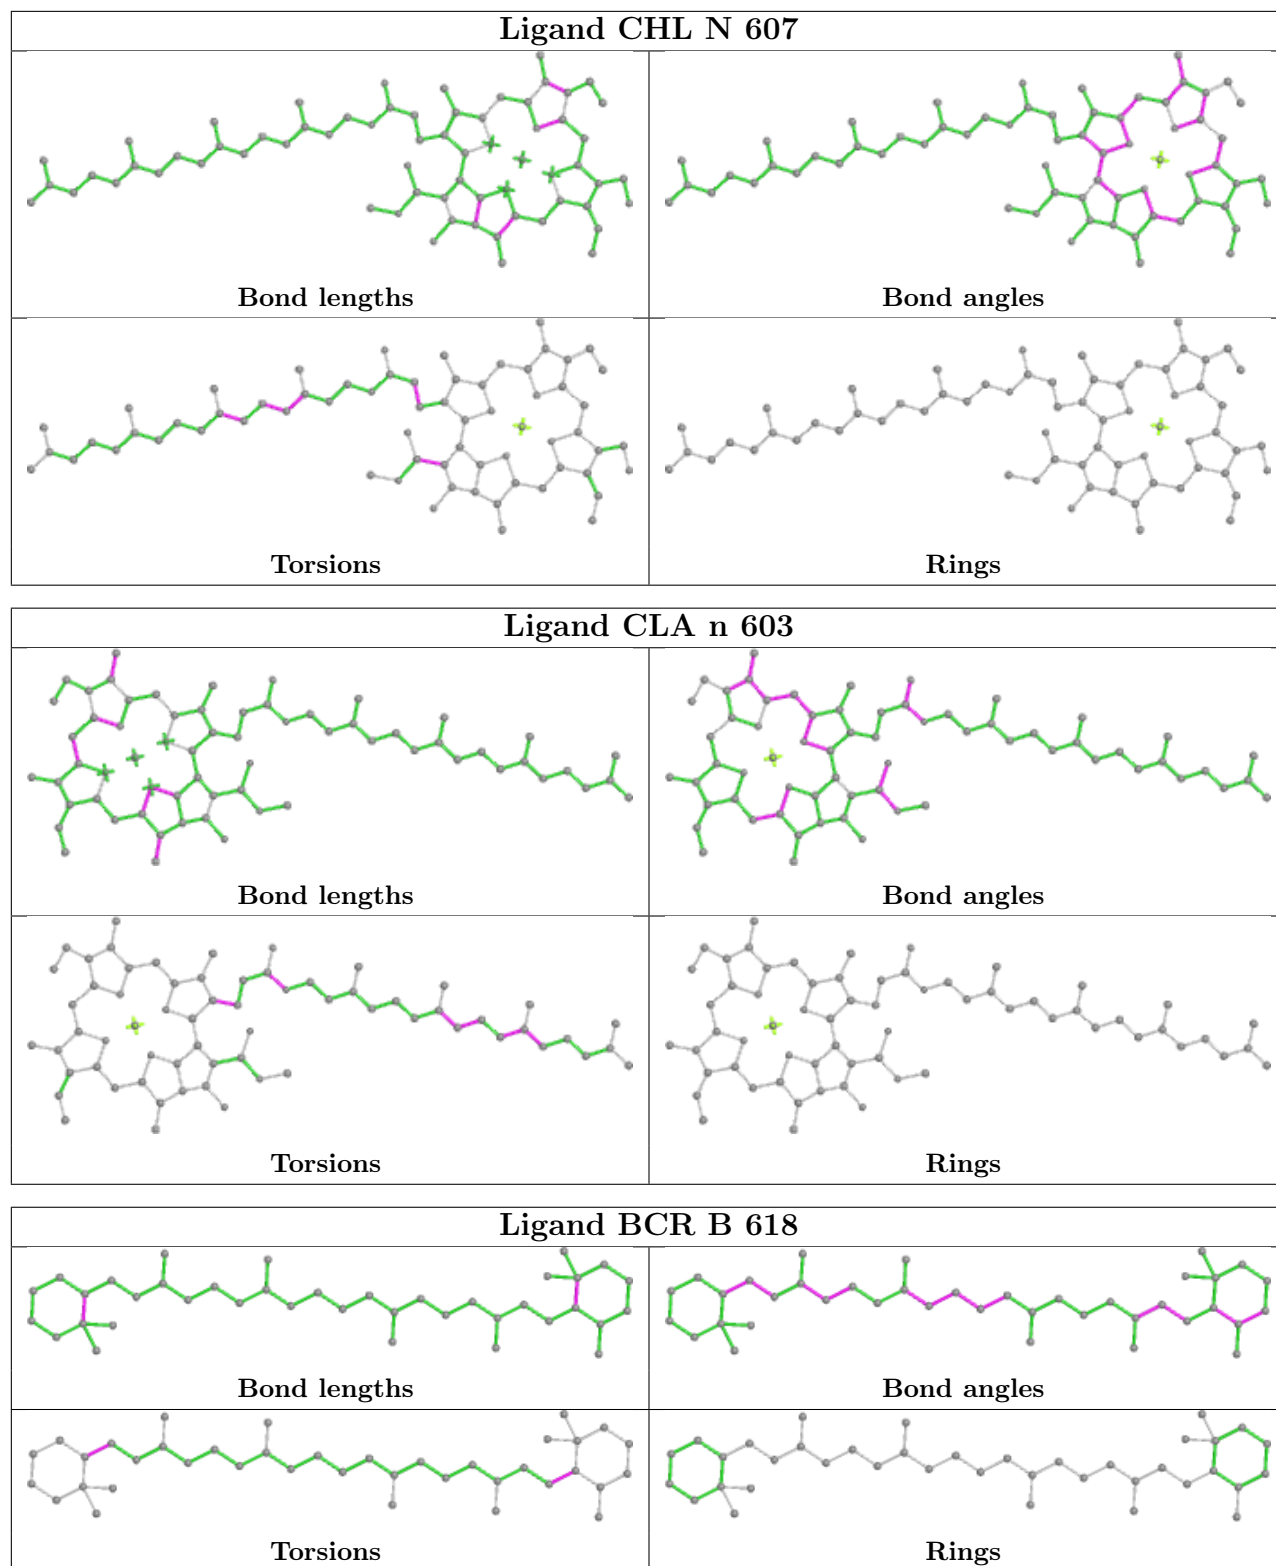 Ligand CHL N 607
Bond lengths
Bond angles
Torsions
Rings
Ligand CLA n 603
Bond lengths
Bond angles
Torsions
Rings
Ligand BCR B 618
Bond lengths
Bond angles
Torsions
Rings